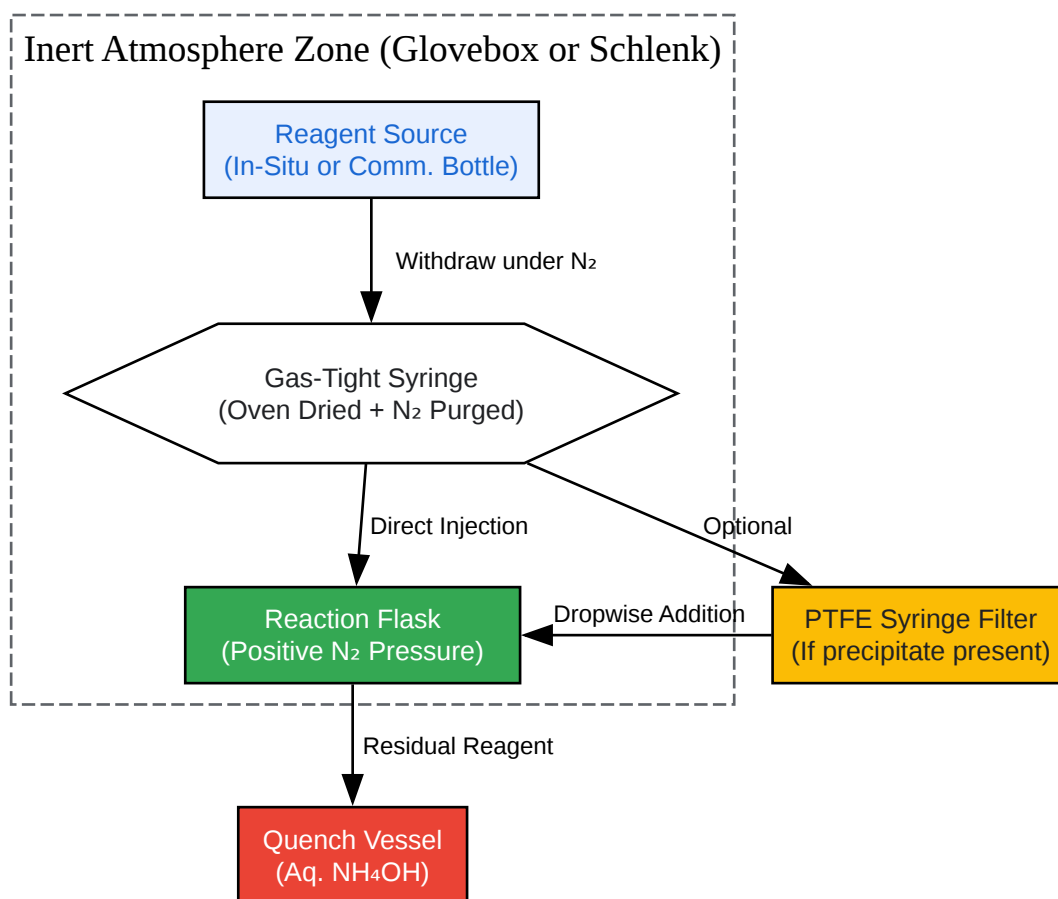 Inert Atmosphere Zone (Glovebox or Schlenk)
Reagent Source
(In-Situ or Comm. Bottle)
Withdraw under N₂
Gas-Tight Syringe
(Oven Dried + N₂ Purged)
Direct Injection
Optional
Reaction Flask
(Positive N₂ Pressure)
Dropwise Addition
PTFE Syringe Filter
(If precipitate present)
Residual Reagent
Quench Vessel
(Aq. NH₄OH)